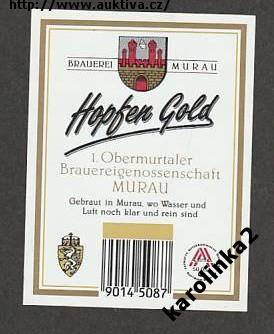 www.auktiva.cz
BRAUEREI MURAU
Hopfen Gold
1. Obermurtaler
Brauereigenossenschaft
MURAU
Gebraut in Murau, wo Wasser und
Luft noch klar und rein sind
9014 5087
karolinka2